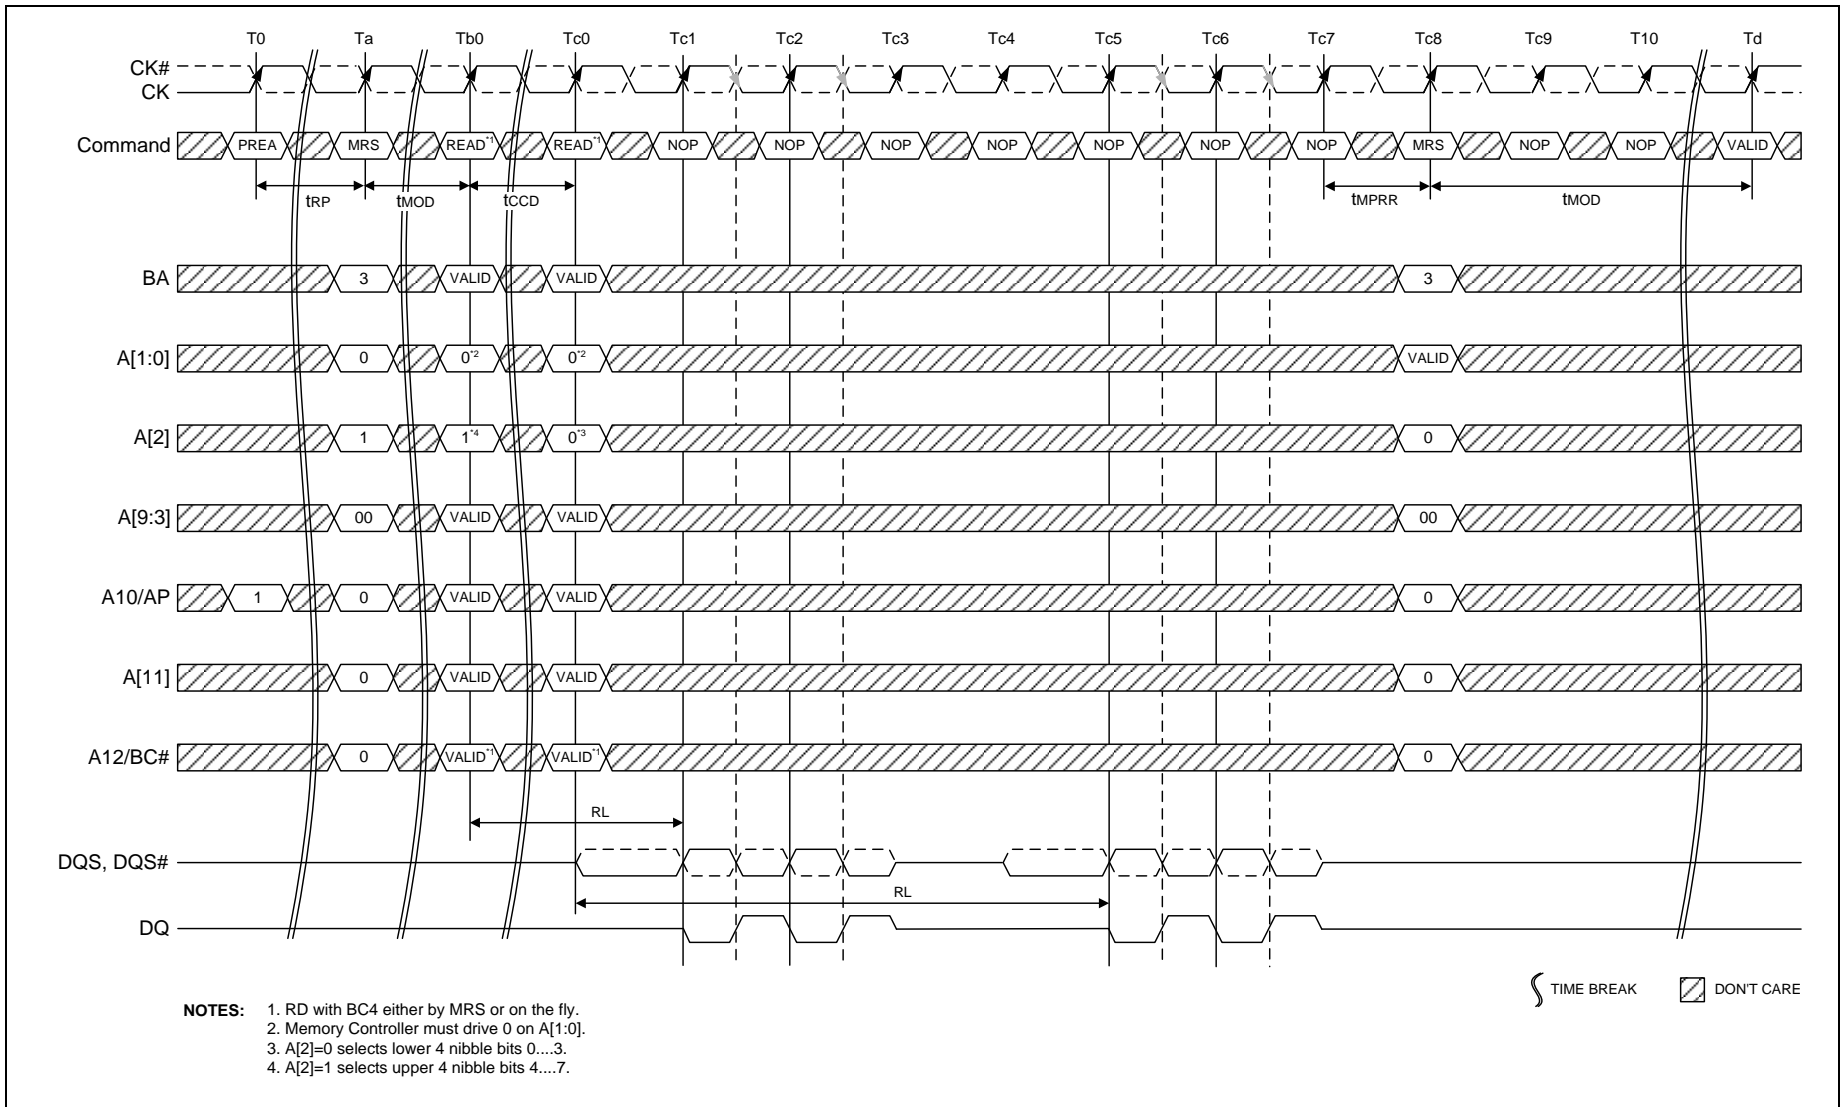 T0 Ta Tb0 Tc0 Tc1 Tc2 Tc3 Tc4 Tc5 Tc6 Tc7 Tc8 Tc9 T10 Td
CK#
CK
Command PREA MRS READ*1 READ*1 NOP NOP NOP NOP NOP NOP NOP MRS NOP NOP VALID
tRP tMOD tCCD tMPRR tMOD
BA 3 VALID VALID 3
A[1:0] 0 0*2 0*2 VALID
A[2] 1 1*4 0*3 0
A[9:3] 00 VALID VALID 00
A10/AP 1 0 VALID VALID 0
A[11] 0 VALID VALID 0
A12/BC# 0 VALID*1 VALID*1 0
RL
DQS, DQS#
RL
DQ
TIME BREAK DON'T CARE
NOTES: 1. RD with BC4 either by MRS or on the fly.
2. Memory Controller must drive 0 on A[1:0].
3. A[2]=0 selects lower 4 nibble bits 0....3.
4. A[2]=1 selects upper 4 nibble bits 4....7.